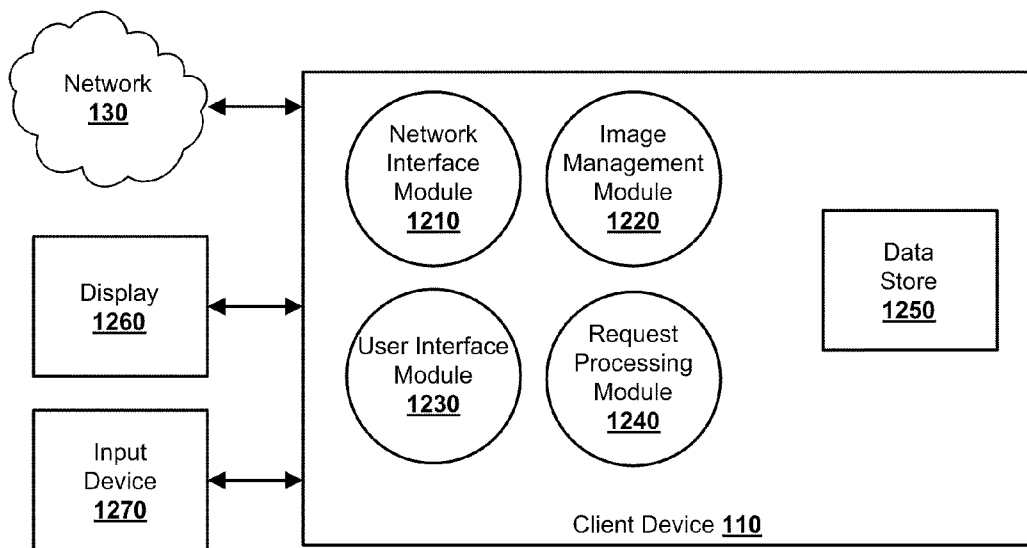 Network
130
Display
1260
Input
Device
1270
Network
Interface
Module
1210
Image
Management
Module
1220
User Interface
Module
1230
Request
Processing
Module
1240
Data
Store
1250
Client Device 110